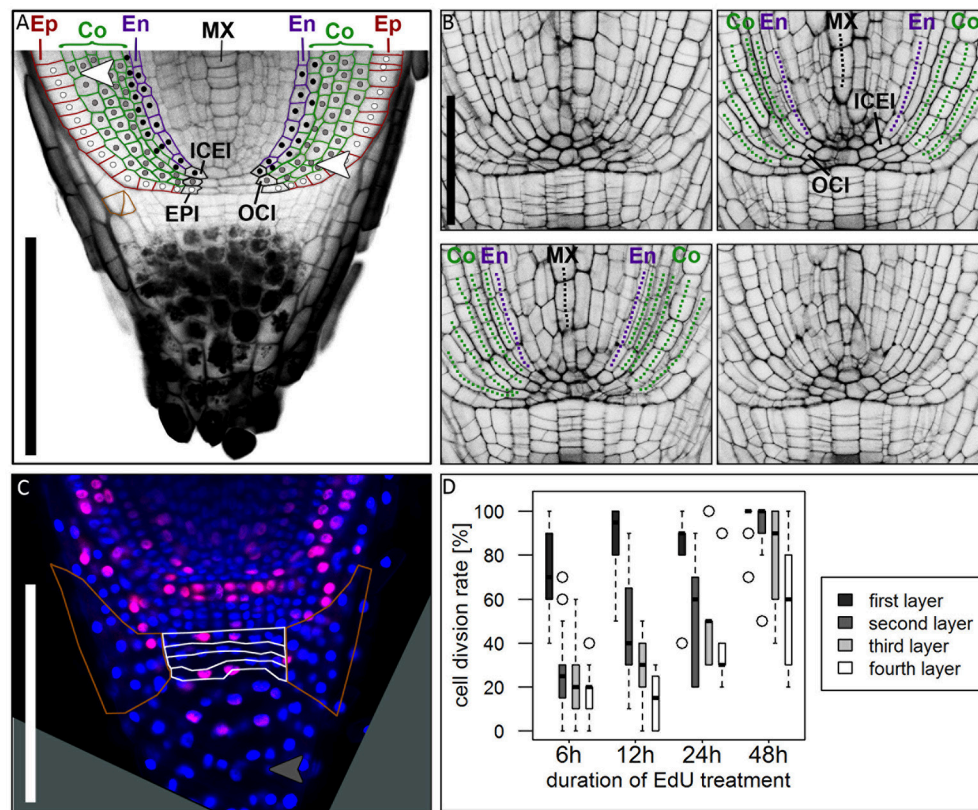 A
Ep Co En MX En Co Ep
ICEI
EPI OCI
B
Co En MX En Co
ICEI
OCI
Co En MX En Co
C
D
cell divsion rate [%]
100
80
60
40
20
0
6h 12h 24h 48h
duration of EdU treatment
first layer
second layer
third layer
fourth layer